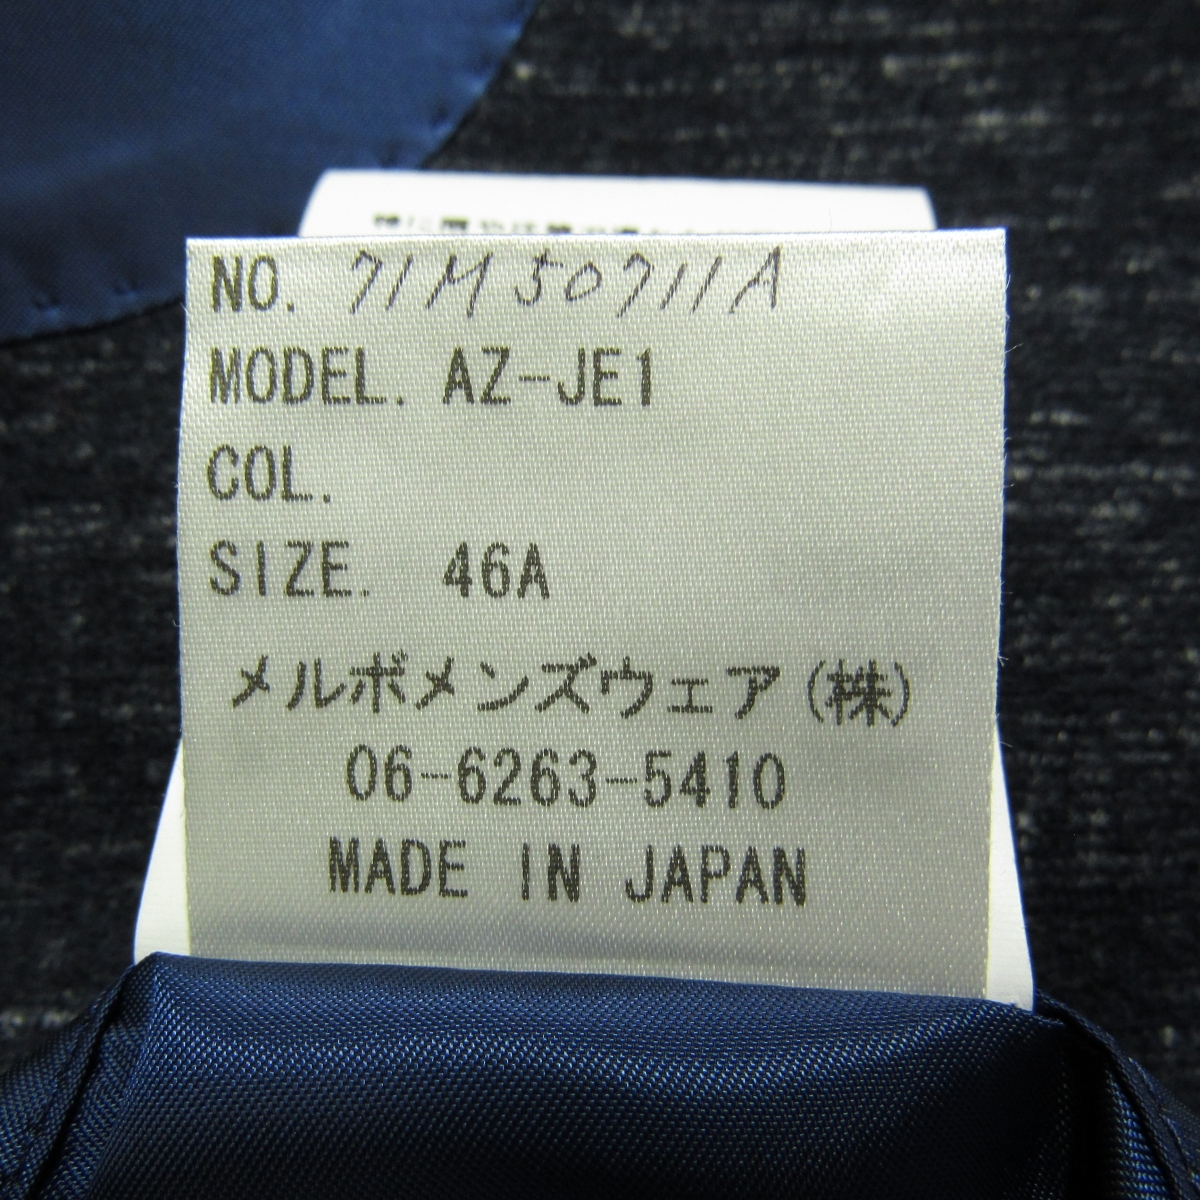 NO. 71M50711A
MODEL. AZ-JE1
COL.
SIZE. 46A
メルボメンズウェア(株)
06-6263-5410
MADE IN JAPAN